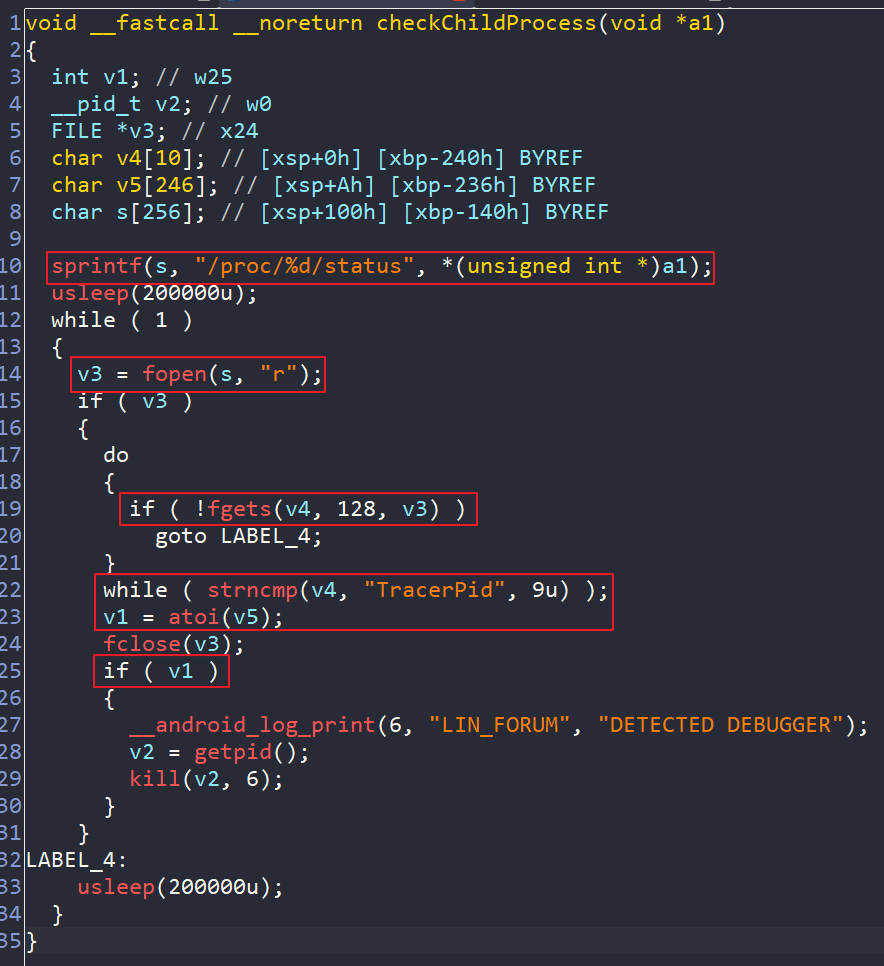 1 void __fastcall __noreturn checkChildProcess(void *a1)
2 {
3   int v1; // w25
4   __pid_t v2; // w0
5   FILE *v3; // x24
6   char v4[10]; // [xsp+0h] [xbp-240h] BYREF
7   char v5[246]; // [xsp+Ah] [xbp-236h] BYREF
8   char s[256]; // [xsp+100h] [xbp-140h] BYREF
9
10   sprintf(s, "/proc/%d/status", *(unsigned int *)a1);
11   usleep(200000u);
12   while ( 1 )
13   {
14     v3 = fopen(s, "r");
15     if ( v3 )
16     {
17       do
18       {
19         if ( !fgets(v4, 128, v3) )
20           goto LABEL_4;
21       }
22       while ( strncmp(v4, "TracerPid", 9u) );
23       v1 = atoi(v5);
24       fclose(v3);
25       if ( v1 )
26       {
27         __android_log_print(6, "LIN_FORUM", "DETECTED DEBUGGER");
28         v2 = getpid();
29         kill(v2, 6);
30       }
31     }
32 LABEL_4:
33     usleep(200000u);
34   }
35 }